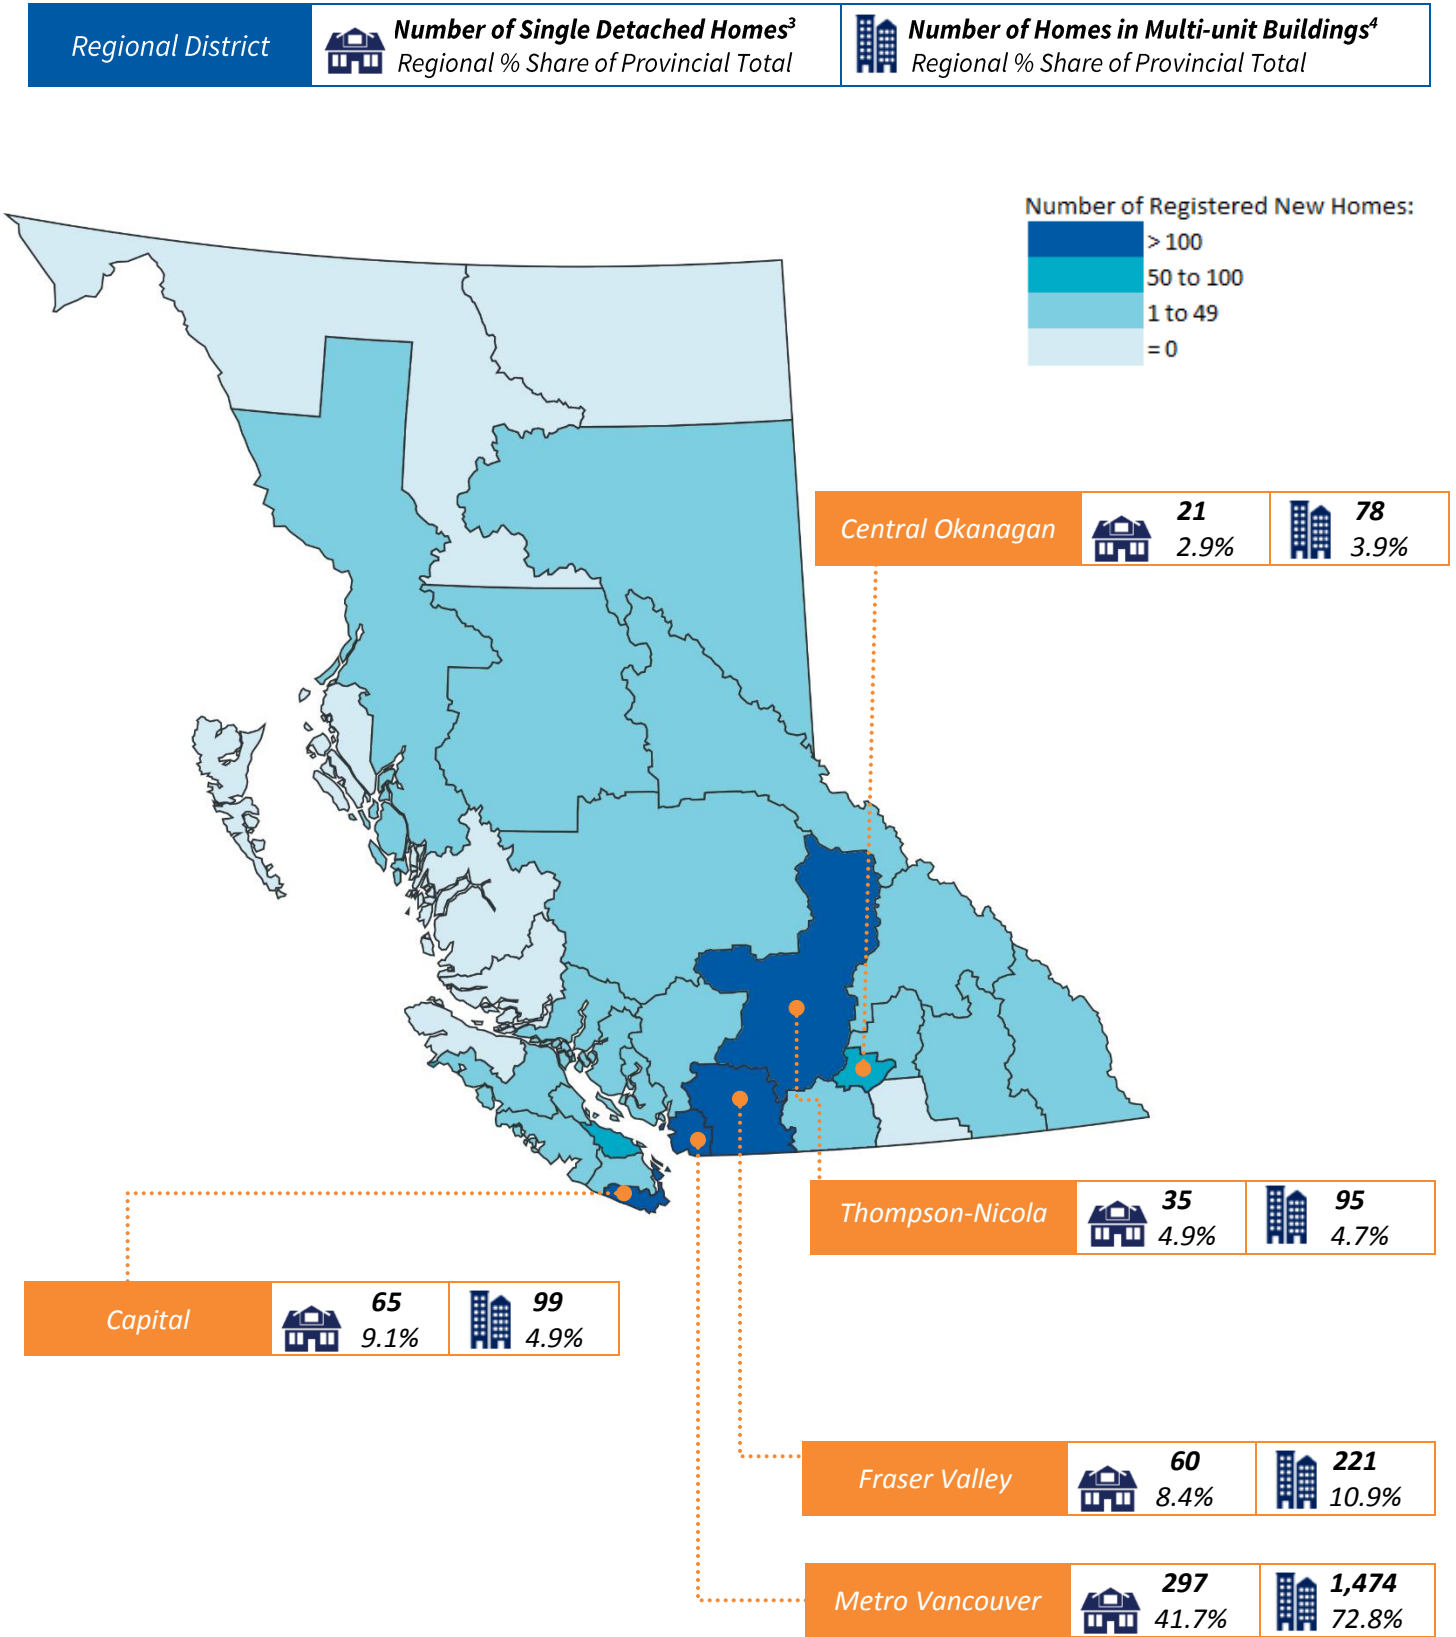 Regional District
Number of Single Detached Homes³
Regional % Share of Provincial Total
Number of Homes in Multi-unit Buildings⁴
Regional % Share of Provincial Total
Number of Registered New Homes:
> 100
50 to 100
1 to 49
= 0
Central Okanagan
21
2.9%
78
3.9%
Thompson-Nicola
35
4.9%
95
4.7%
Capital
65
9.1%
99
4.9%
Fraser Valley
60
8.4%
221
10.9%
Metro Vancouver
297
41.7%
1,474
72.8%